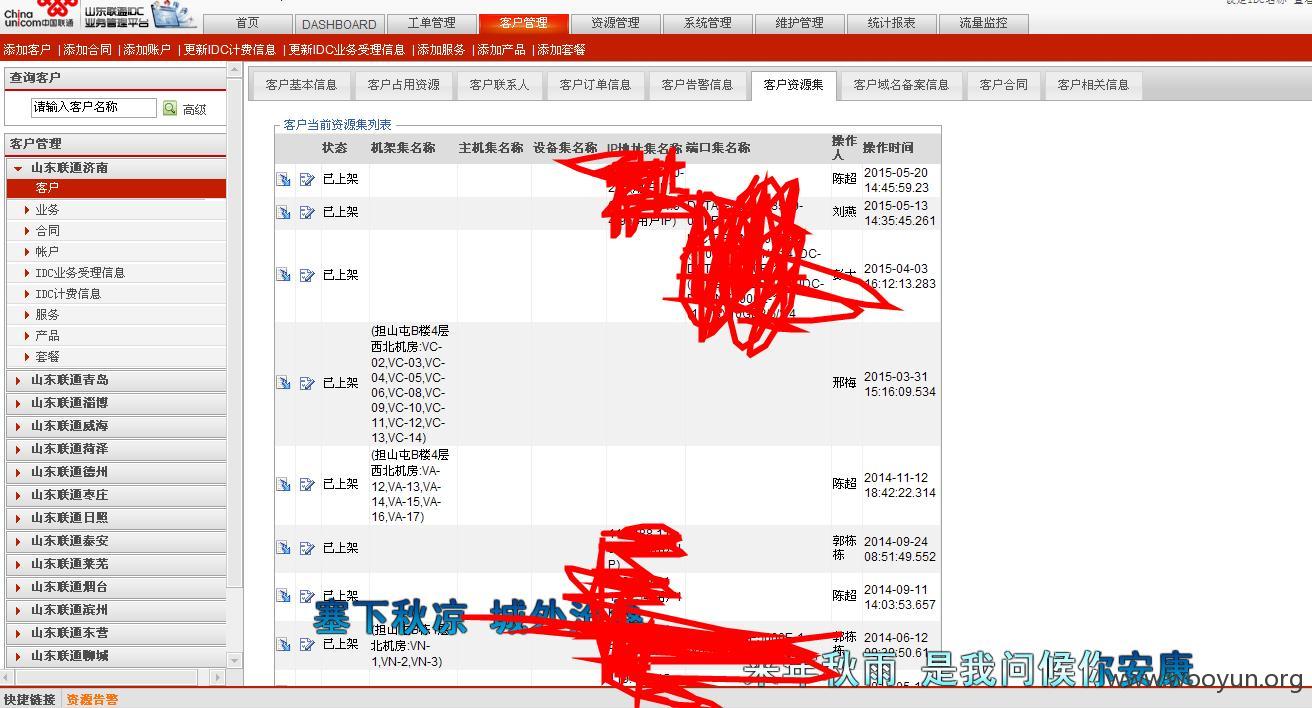 China unicom中国联通
山东联通IDC
业务管理平台
首页 DASHBOARD 工单管理 客户管理 资源管理 系统管理 维护管理 统计报表 流量监控
添加客户 | 添加合同 | 添加账户 | 更新IDC计费信息 | 更新IDC业务受理信息 | 添加服务 | 添加产品 | 添加套餐
查询客户
请输入客户名称 高级
客户管理
山东联通济南
客户
业务
合同
帐户
IDC业务受理信息
IDC计费信息
服务
产品
套餐
山东联通青岛
山东联通淄博
山东联通威海
山东联通菏泽
山东联通德州
山东联通枣庄
山东联通日照
山东联通泰安
山东联通莱芜
山东联通烟台
山东联通滨州
山东联通东营
山东联通聊城
客户基本信息 客户占用资源 客户联系人 客户订单信息 客户告警信息 客户资源集 客户域名备案信息 客户合同 客户相关信息
客户当前资源集列表
状态 机架集名称 主机集名称 设备集名称 IP地址集名称 端口集名称 操作人 操作时间
已上架 陈超 2015-05-20
14:45:59.23
已上架 用户IP) 刘燕 2015-05-13
14:35:45.261
已上架 2015-04-03
16:12:13.283
已上架 (担山屯B楼4层
西北机房:VC-
02,VC-03,VC-
04,VC-05,VC-
06,VC-08,VC-
09,VC-10,VC-
11,VC-12,VC-
13,VC-14) 邢梅 2015-03-31
15:16:09.534
已上架 (担山屯B楼4层
西北机房:VA-
12,VA-13,VA-
14,VA-15,VA-
16,VA-17) 陈超 2014-11-12
18:42:22.314
已上架 P) 郭栋栋 2014-09-24
08:51:49.552
已上架 陈超 2014-09-11
14:03:53.657
已上架 北机房:VN-
1,VN-2,VN-3) 郭栋栋 2014-06-12
塞下秋凉 城外
秋雨 是我问候你安康
www.wooyun.org
快捷链接 资源告警